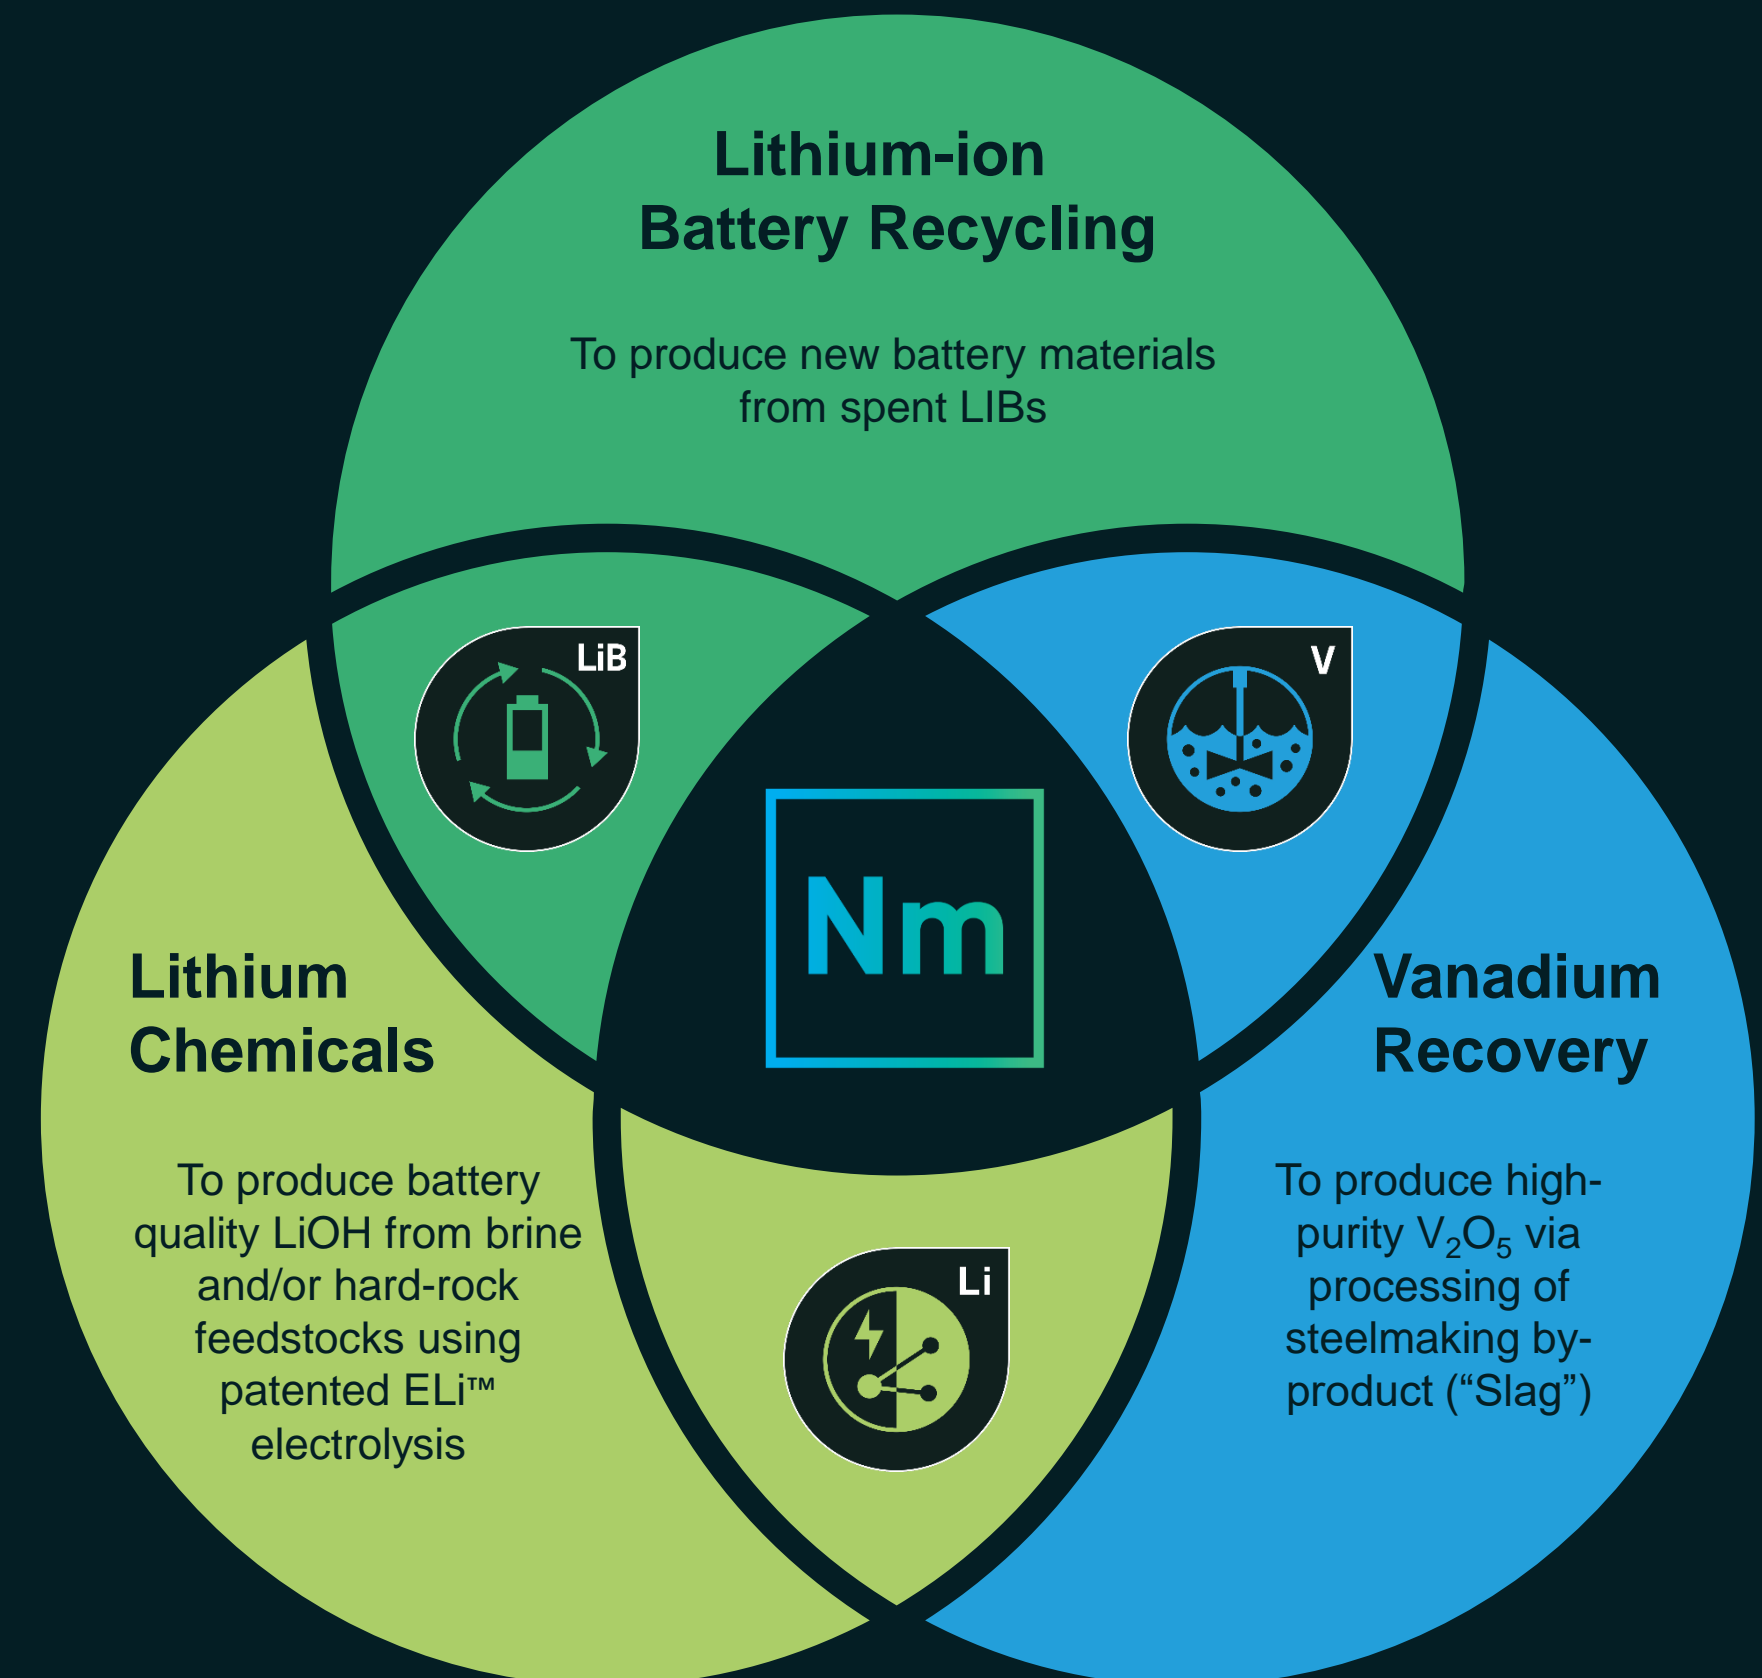 Lithium-ion
Battery Recycling
To produce new battery materials
from spent LIBs
LiB
V
Nm
Lithium
Chemicals
To produce battery
quality LiOH from brine
and/or hard-rock
feedstocks using
patented ELi™
electrolysis
Vanadium
Recovery
To produce high-
purity V₂O₅ via
processing of
steelmaking by-
product (“Slag”)
Li